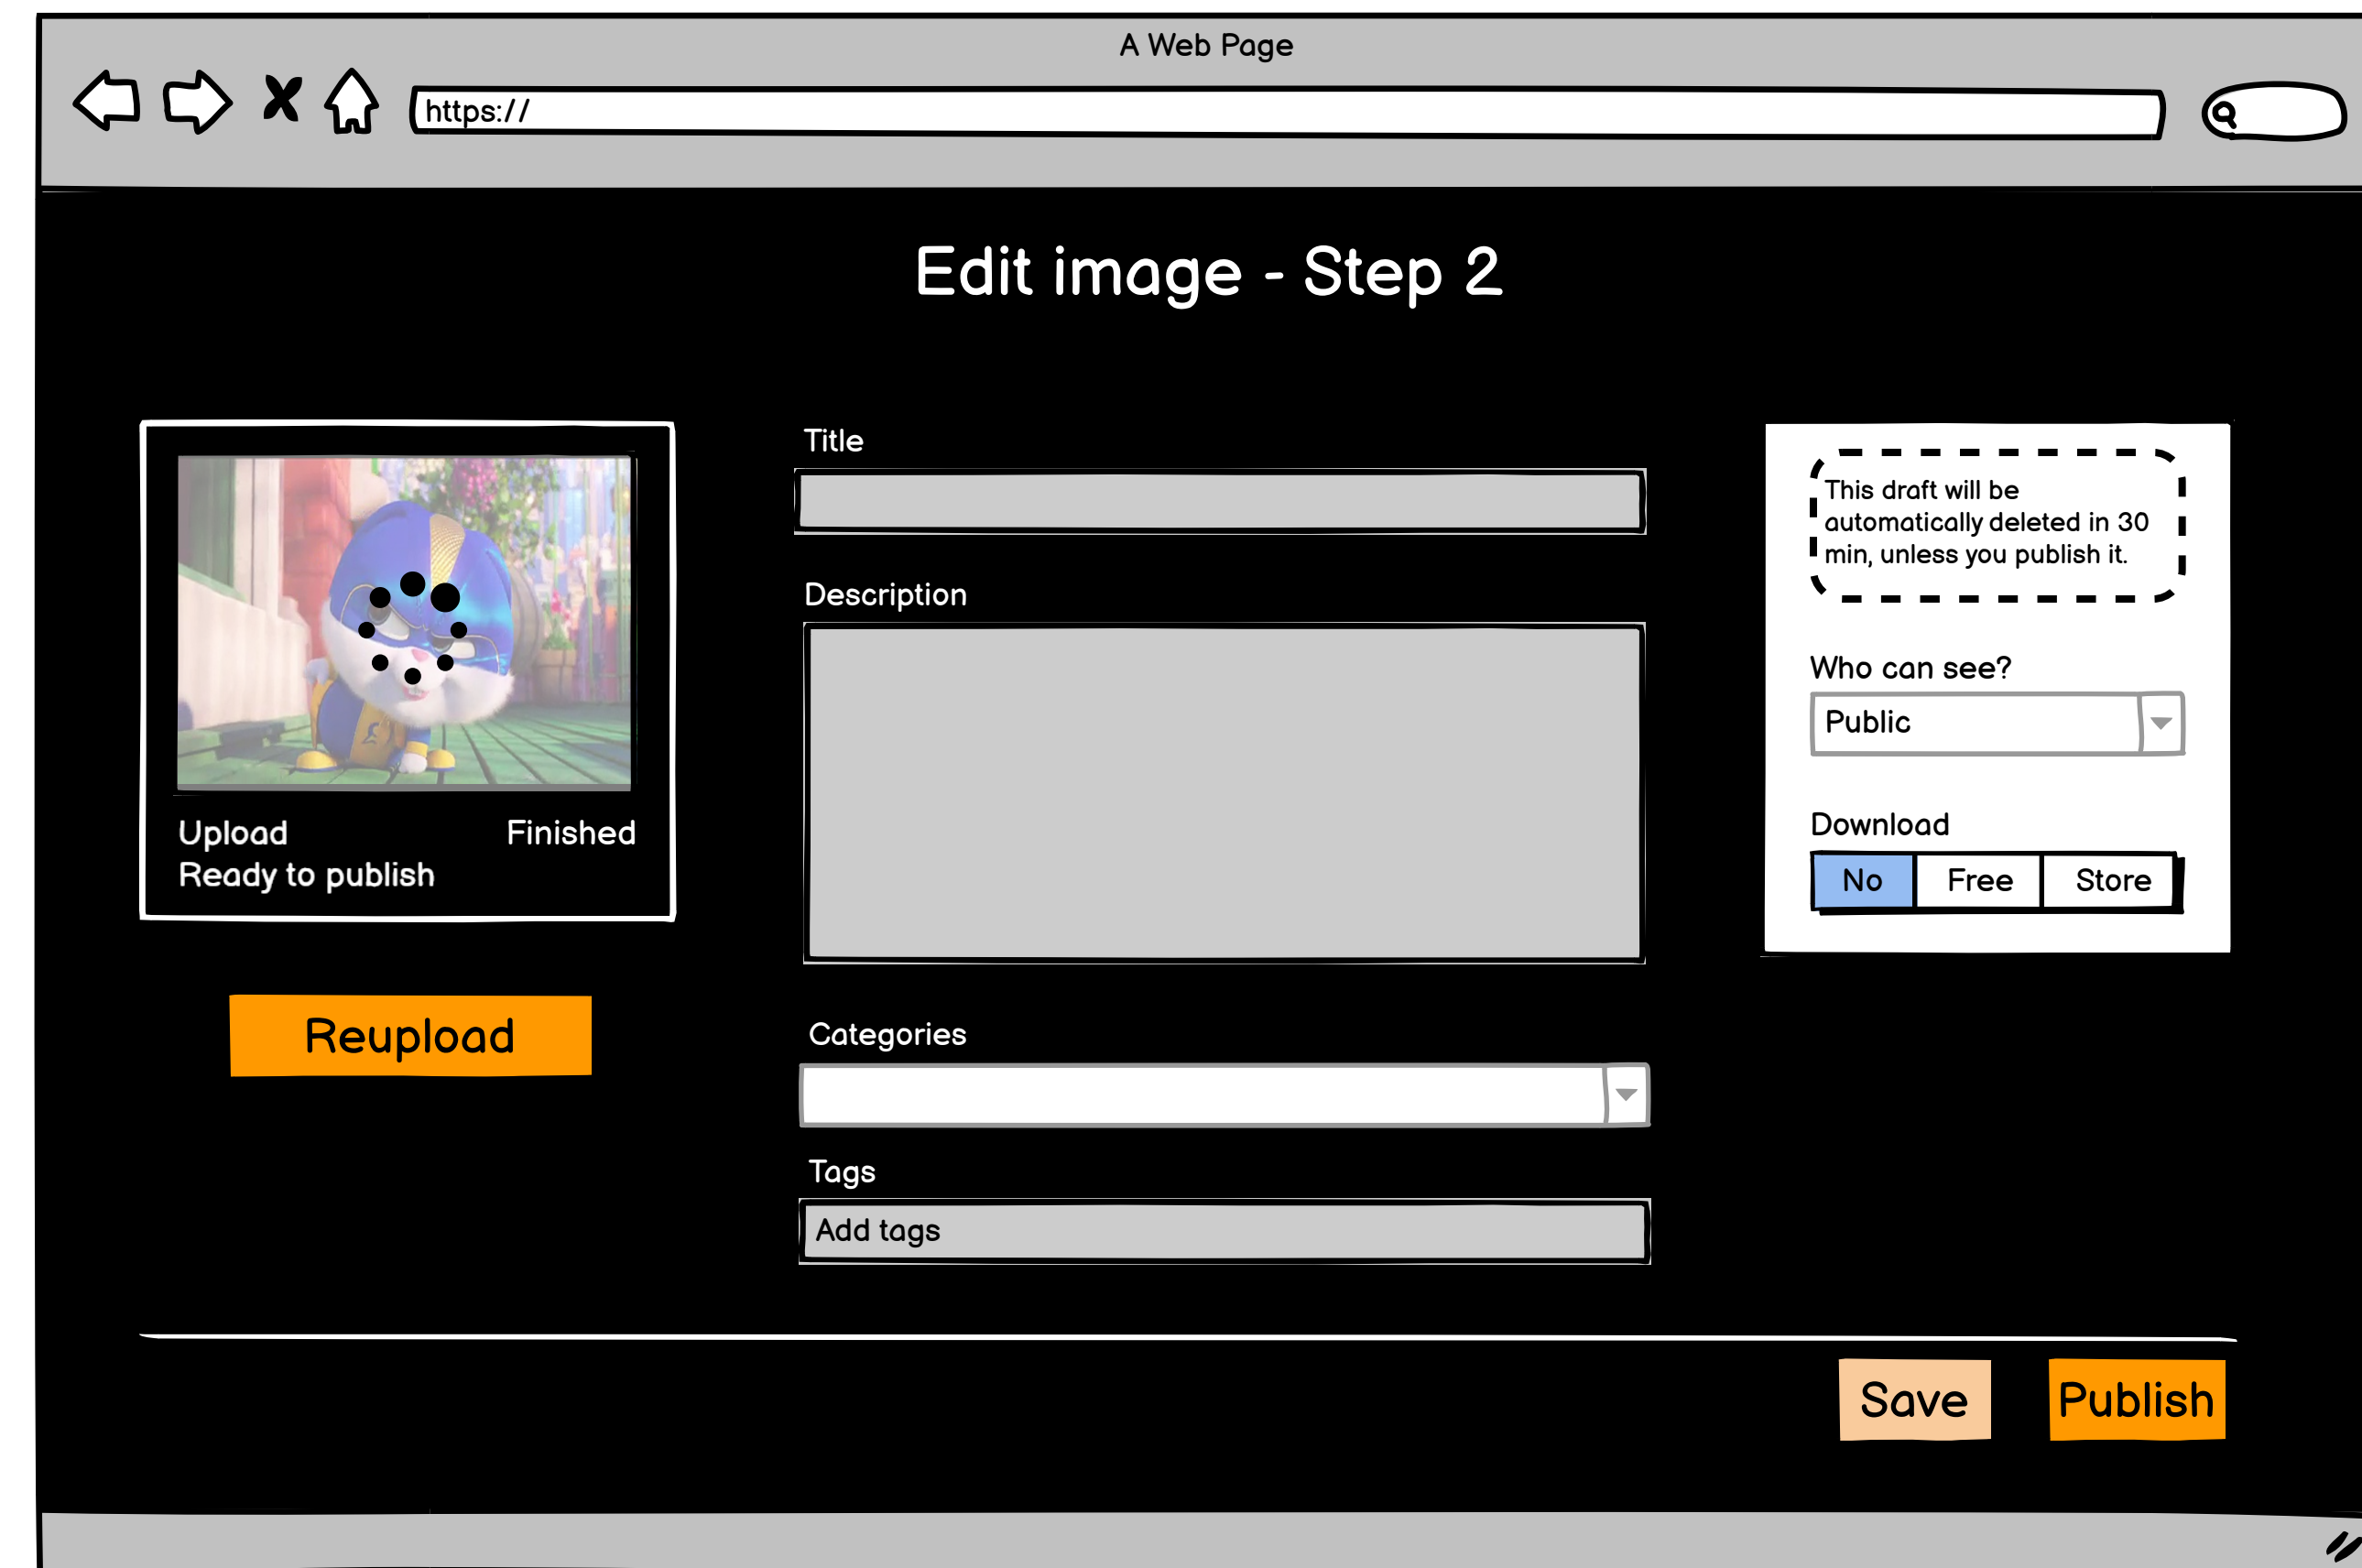 A Web Page
https://
Edit image - Step 2
Upload Finished
Ready to publish
Reupload
Title
Description
Categories
Tags
Add tags
This draft will be
automatically deleted in 30
min, unless you publish it.
Who can see?
Public
Download
No Free Store
Save Publish